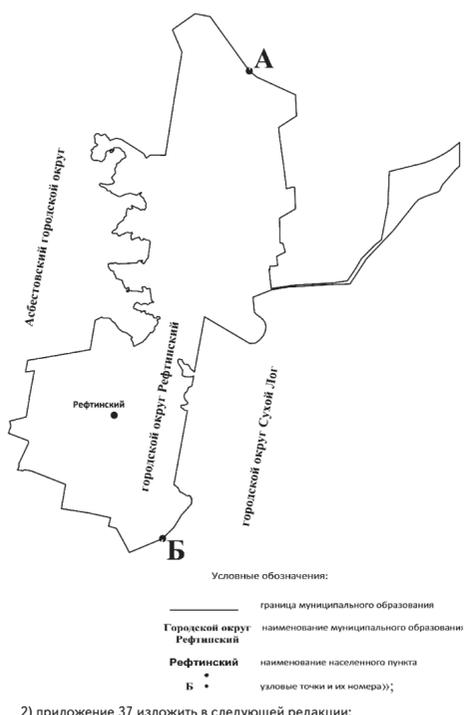 А
Асбестовский городской округ
городской округ Рефтинский
Рефтинский
городской округ Сухой Лог
Б
Условные обозначения:
граница муниципального образования
Городской округ
Рефтинский
наименование муниципального образования
Рефтинский
наименование населенного пункта
Б
узловые точки и их номера»;
2) приложение 37 изложить в следующей редакции: